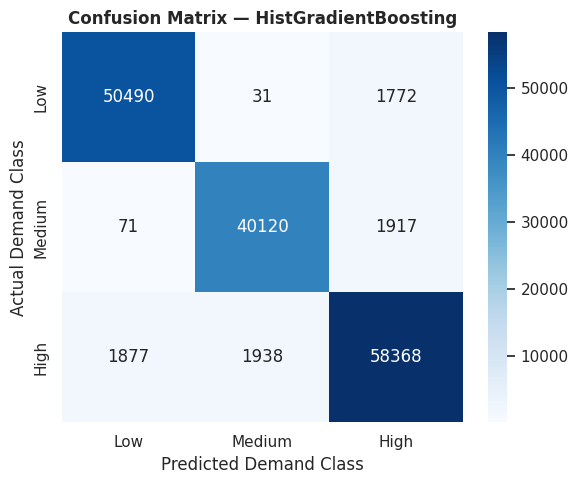 Confusion Matrix — HistGradientBoosting
Actual Demand Class
Low
50490 31 1772
Medium
71 40120 1917
High
1877 1938 58368
Low Medium High
Predicted Demand Class
50000
40000
30000
20000
10000